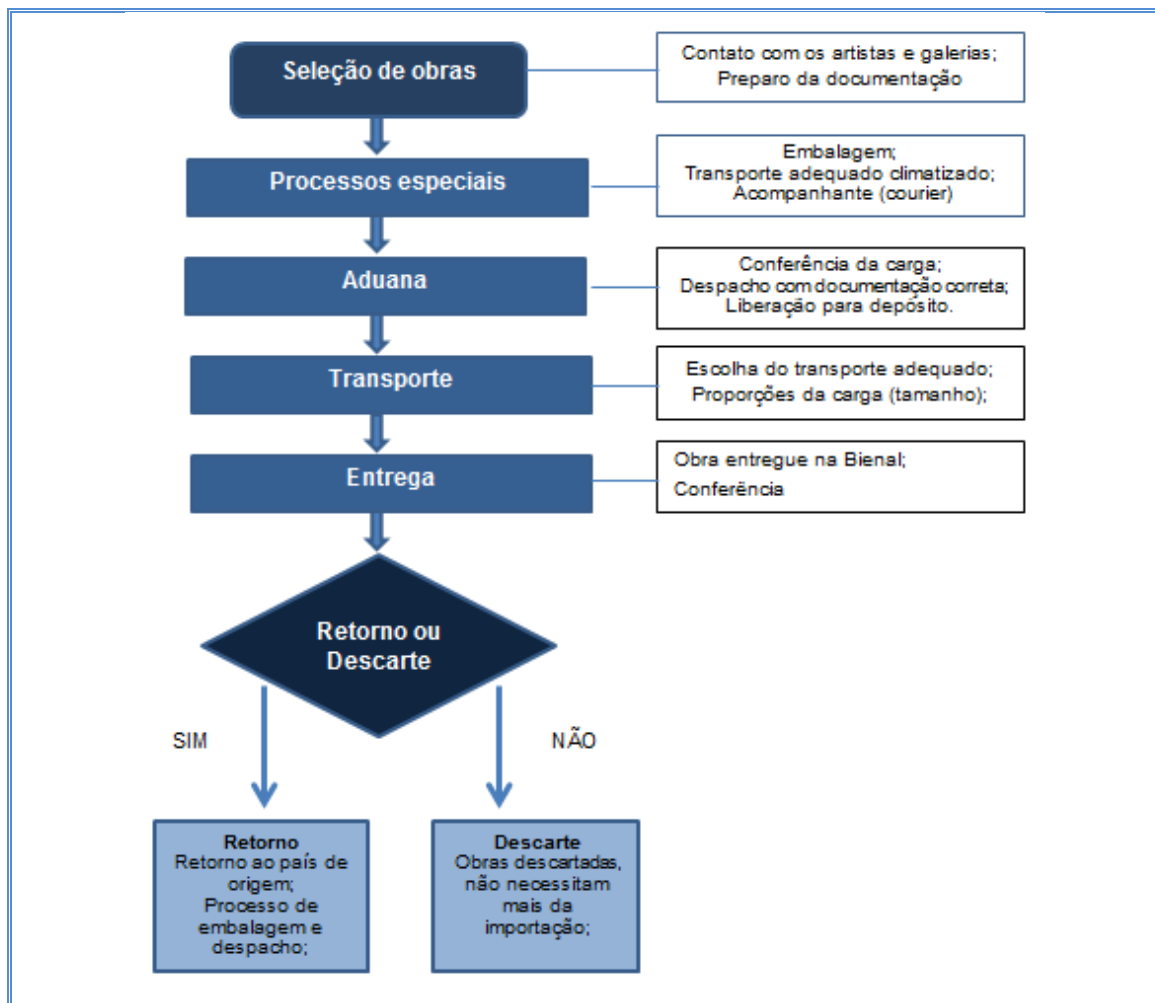 Seleção de obras
Contato com os artistas e galerias;
Preparo da documentação
Processos especiais
Embalagem;
Transporte adequado climatizado;
Acompanhante (courier)
Aduana
Conferência da carga;
Despacho com documentação correta;
Liberação para depósito.
Transporte
Escolha do transporte adequado;
Proporções da carga (tamanho);
Entrega
Obra entregue na Bienal;
Conferência
Retorno ou
Descarte
SIM
NÃO
Retorno
Retorno ao país de
origem;
Processo de
embalagem e
despacho;
Descarte
Obras descartadas,
não necessitam
mais da
importação;